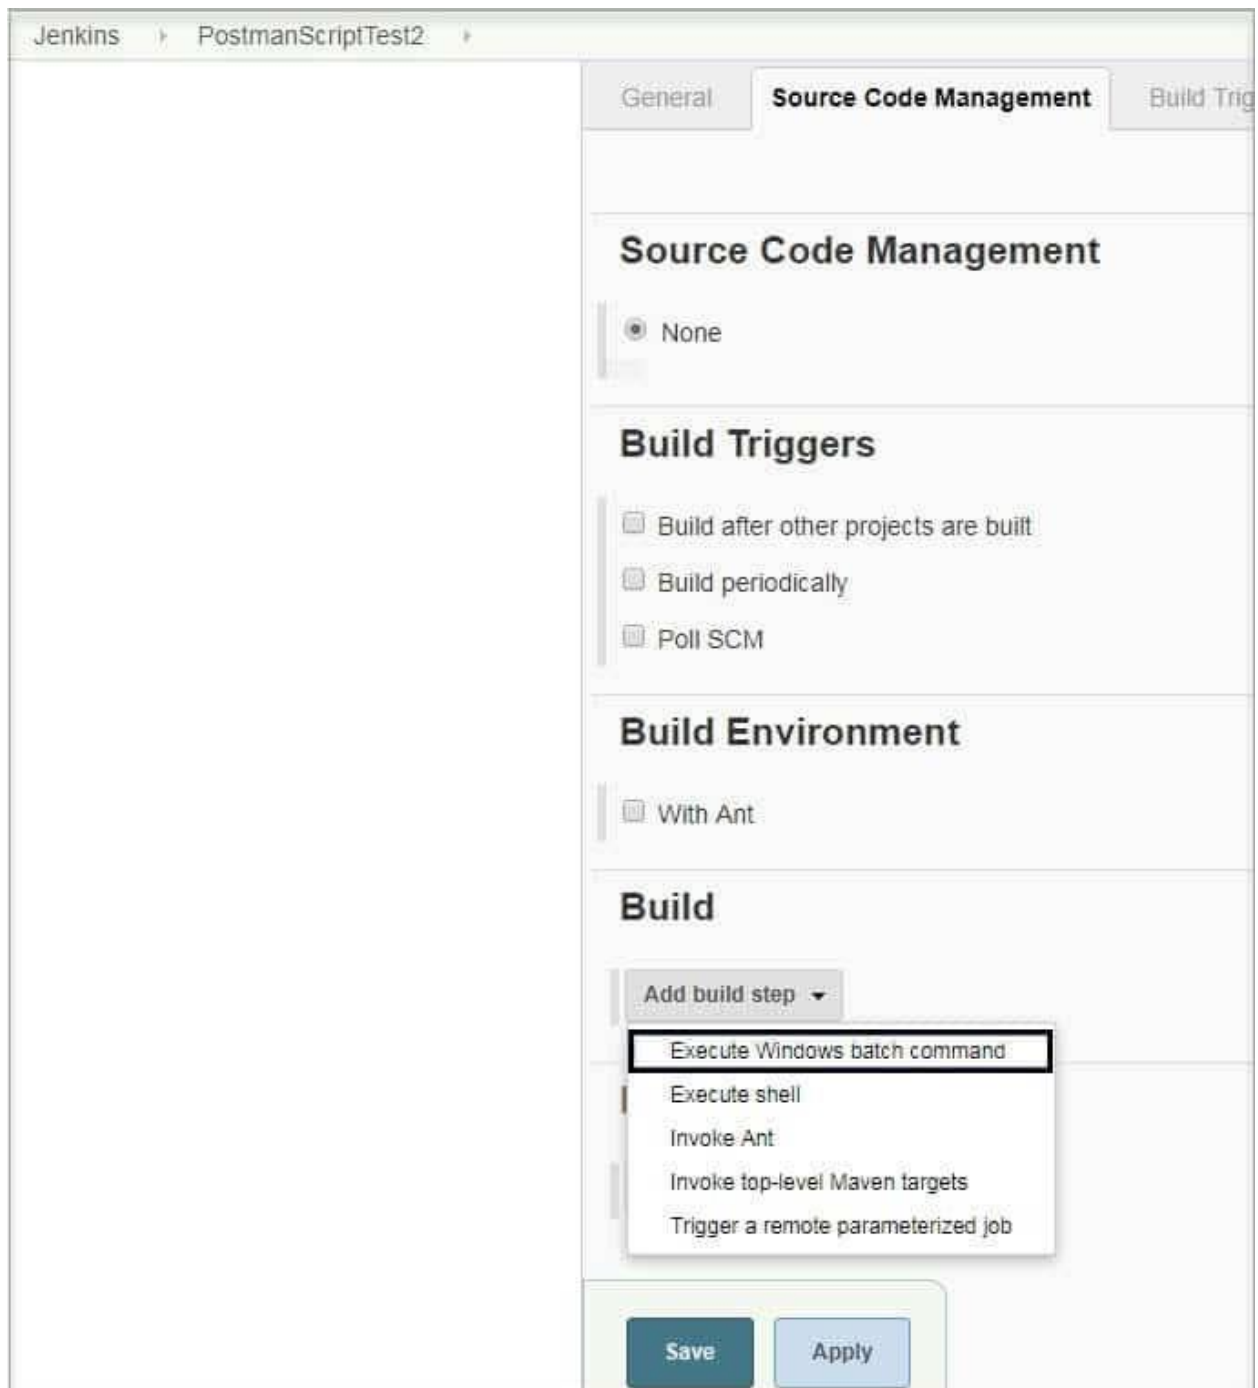 Jenkins PostmanScriptTest2
General Source Code Management Build Trig
Source Code Management
None
Build Triggers
Build after other projects are built
Build periodically
Poll SCM
Build Environment
With Ant
Build
Add build step
Execute Windows batch command
Execute shell
Invoke Ant
Invoke top-level Maven targets
Trigger a remote parameterized job
Save Apply